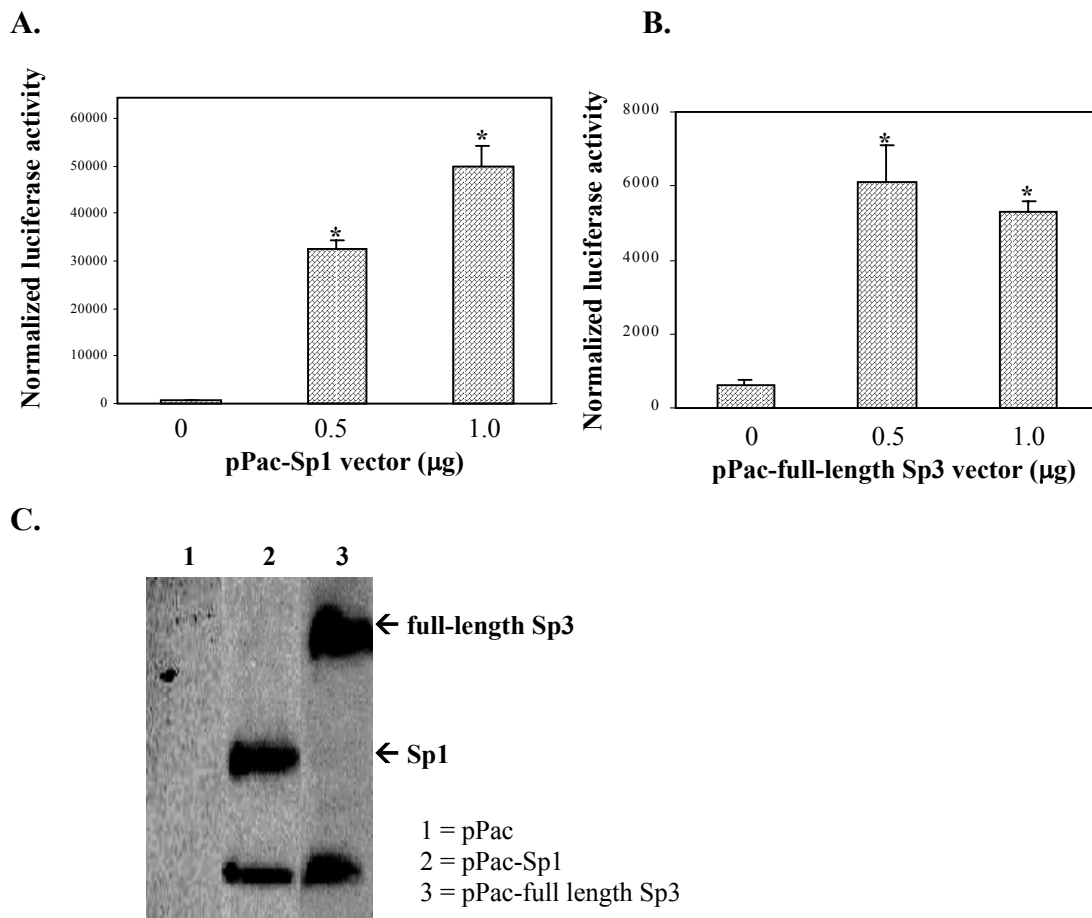 A.
Normalized luciferase activity
60000
50000
40000
30000
20000
10000
0
*
*
0 0.5 1.0
pPac-Sp1 vector (µg)
B.
Normalized luciferase activity
8000
6000
4000
2000
0
*
*
0 0.5 1.0
pPac-full-length Sp3 vector (µg)
C.
1 2 3
← full-length Sp3
← Sp1
1 = pPac
2 = pPac-Sp1
3 = pPac-full length Sp3